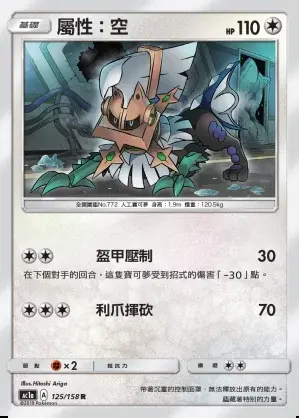 基礎 屬性：空 HP 110
全國圖鑑No.772 人工寶可夢 身高：1.9m 體重：120.5kg
盔甲壓制 30
在下個對手的回合，這隻寶可夢受到招式的傷害「-30」點。
利爪揮砍 70
Illus.Hitoshi Ariga
弱點 ×2 抵抗力 撤退
AC1a A 125/158 R
©2019 Pokémon
帶著沉重的控制面罩，無法釋放出原有的能力。
蘊藏著特別的力量。